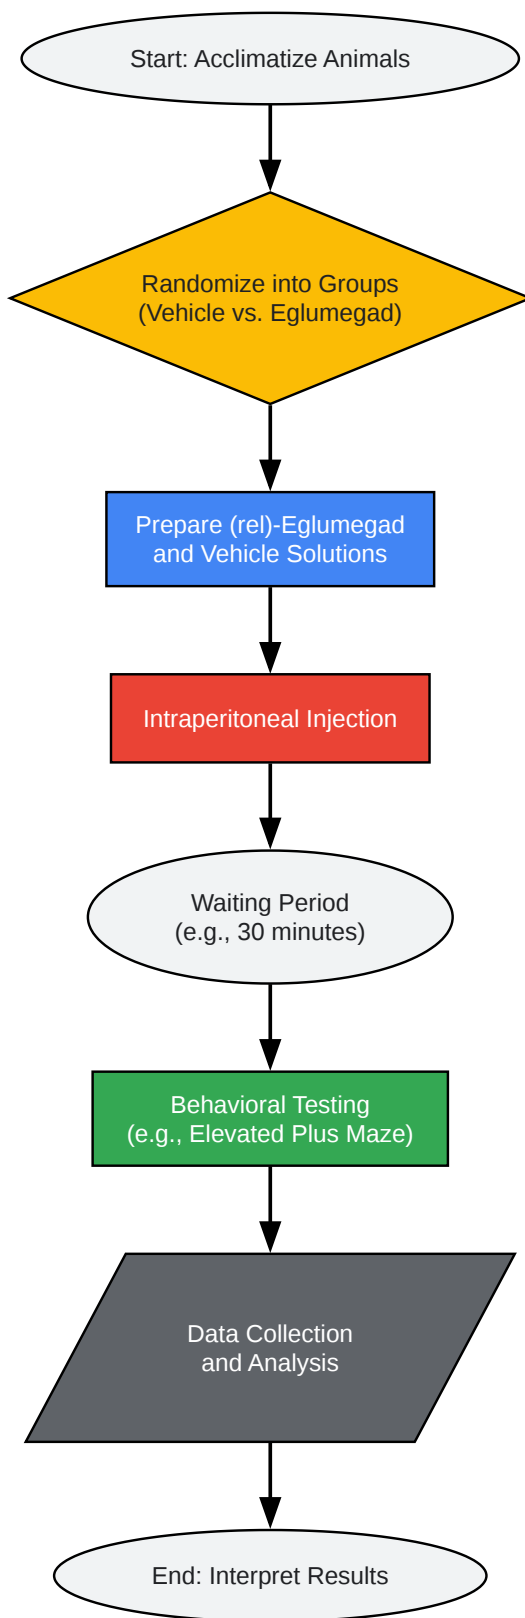 Start: Acclimatize Animals
Randomize into Groups
(Vehicle vs. Eglumegad)
Prepare (rel)-Eglumegad
and Vehicle Solutions
Intraperitoneal Injection
Waiting Period
(e.g., 30 minutes)
Behavioral Testing
(e.g., Elevated Plus Maze)
Data Collection
and Analysis
End: Interpret Results